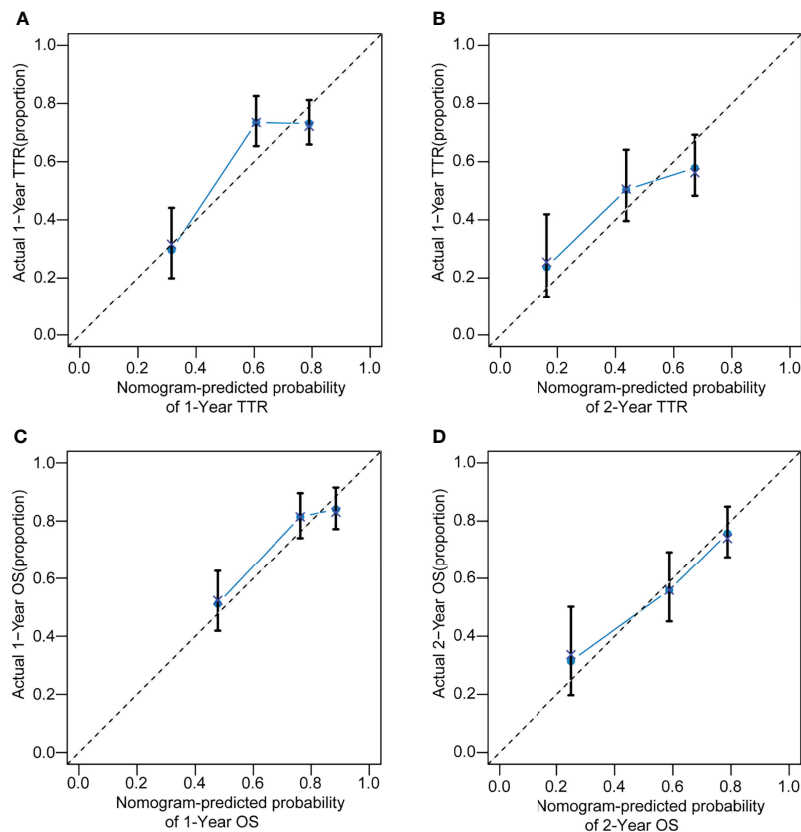 A
Actual 1−Year TTR(proportion)
1.0
0.8
0.6
0.4
0.2
0.0
0.0 0.2 0.4 0.6 0.8 1.0
Nomogram-predicted probability
of 1-Year TTR
B
Actual 1−Year TTR(proportion)
1.0
0.8
0.6
0.4
0.2
0.0
0.0 0.2 0.4 0.6 0.8 1.0
Nomogram-predicted probability
of 2-Year TTR
C
Actual 1−Year OS(proportion)
1.0
0.8
0.6
0.4
0.2
0.0
0.0 0.2 0.4 0.6 0.8 1.0
Nomogram-predicted probability
of 1-Year OS
D
Actual 2−Year OS(proportion)
1.0
0.8
0.6
0.4
0.2
0.0
0.0 0.2 0.4 0.6 0.8 1.0
Nomogram-predicted probability
of 2-Year OS